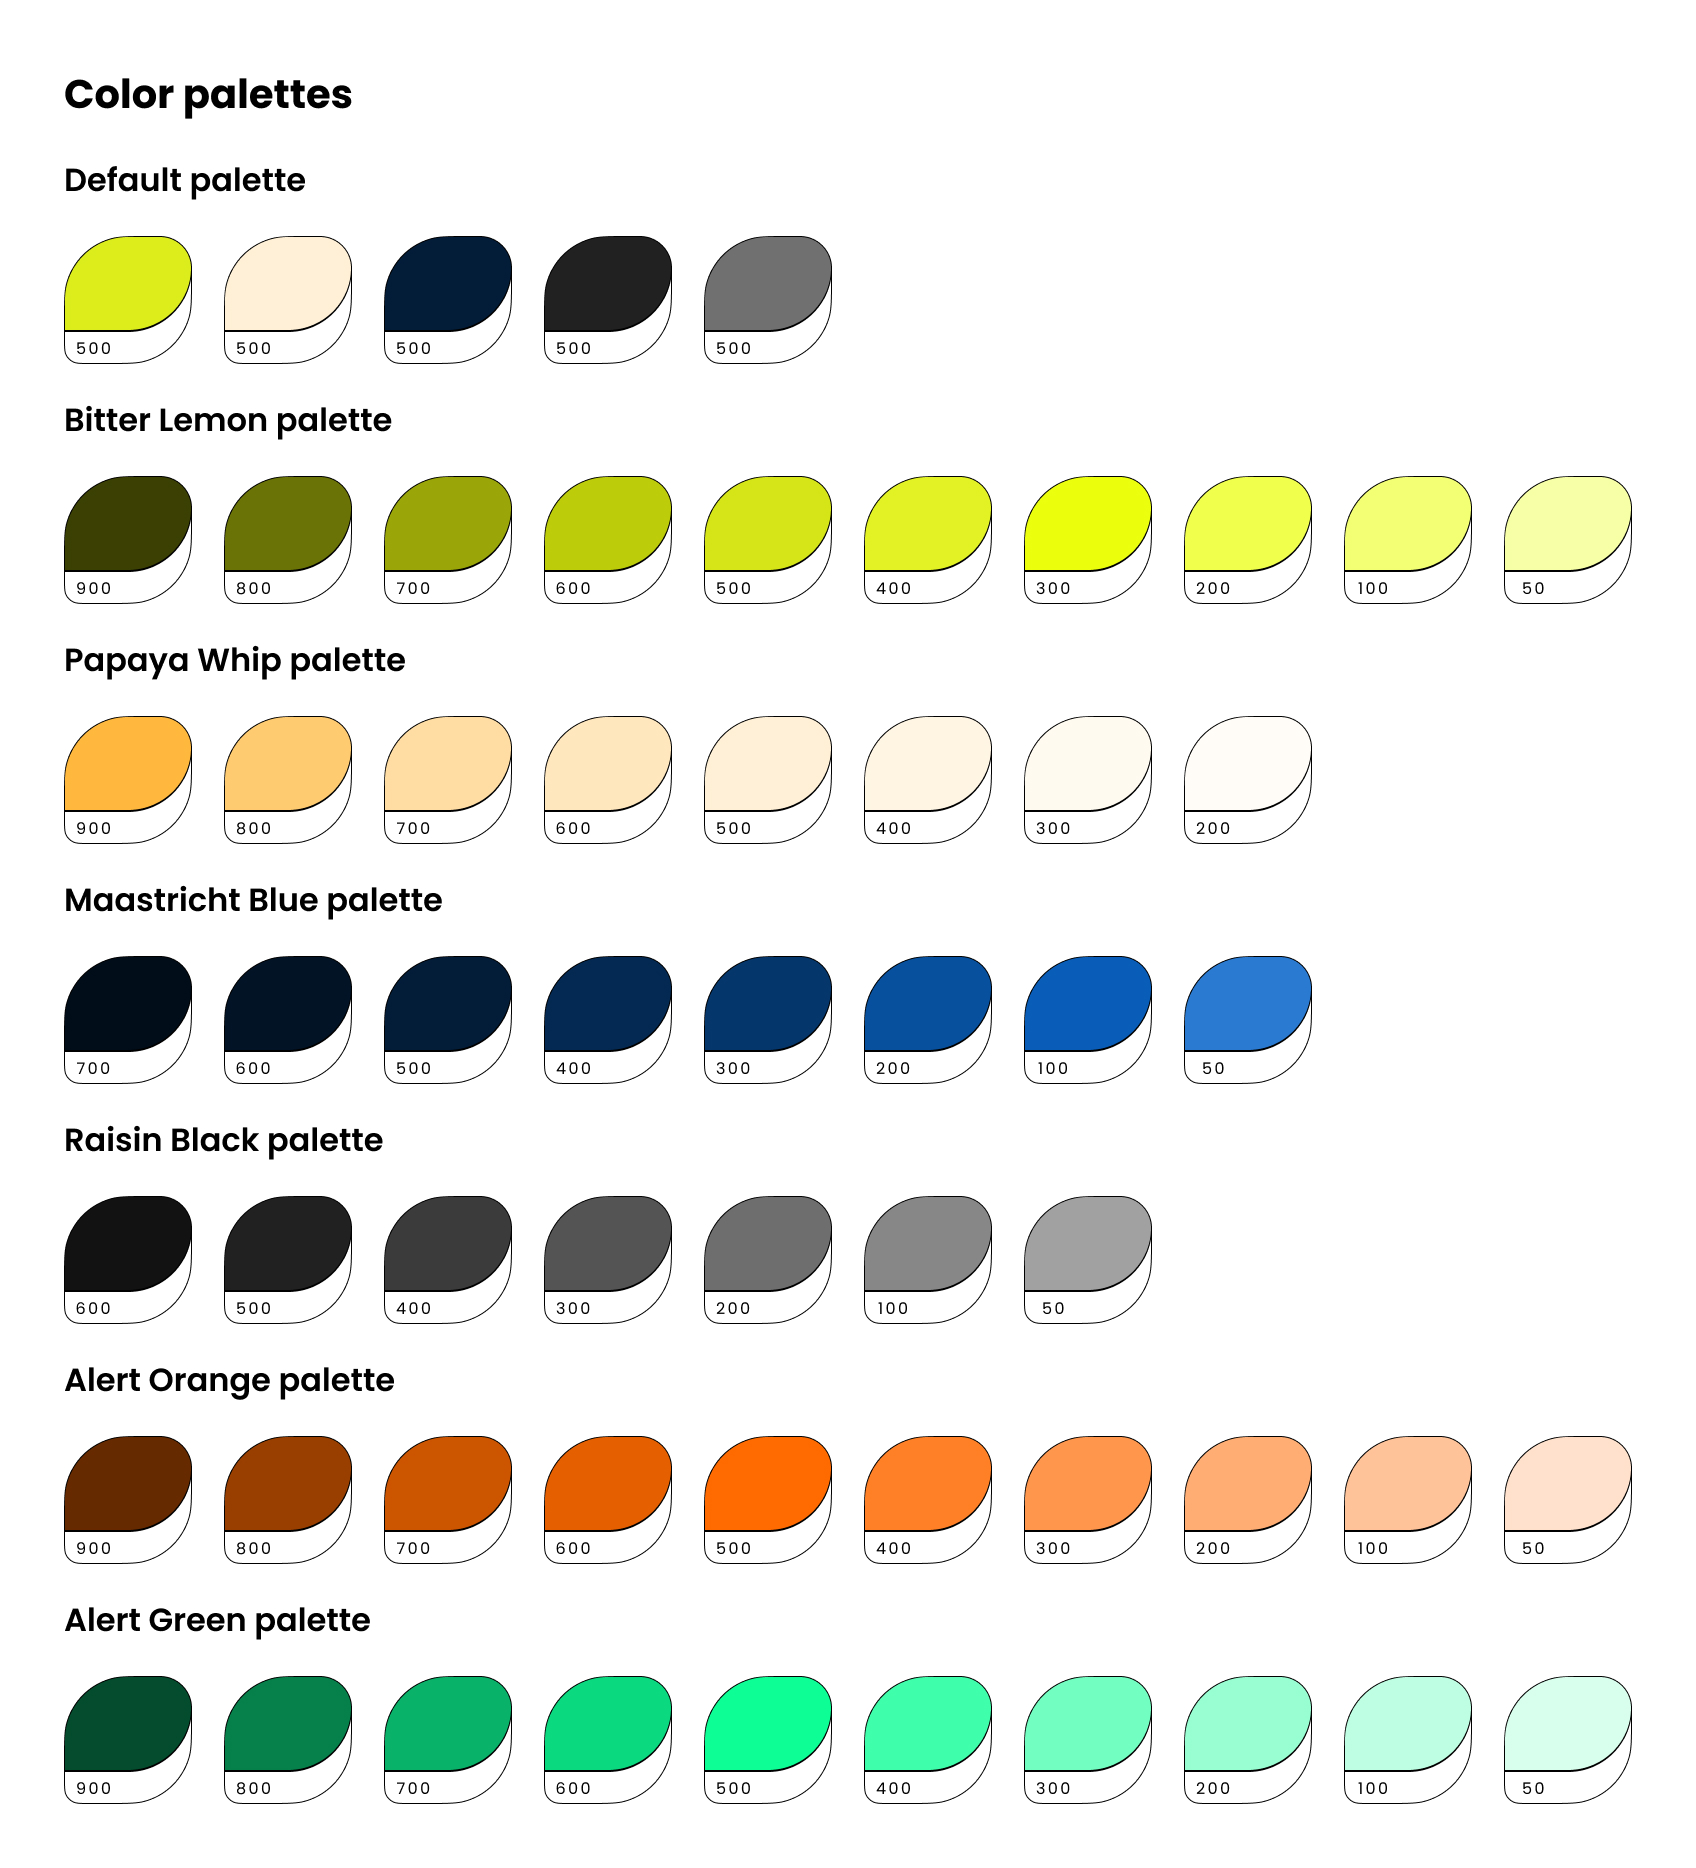 Color palettes
Default palette
500 500 500 500 500
Bitter Lemon palette
900 800 700 600 500 400 300 200 100 50
Papaya Whip palette
900 800 700 600 500 400 300 200
Maastricht Blue palette
700 600 500 400 300 200 100 50
Raisin Black palette
600 500 400 300 200 100 50
Alert Orange palette
900 800 700 600 500 400 300 200 100 50
Alert Green palette
900 800 700 600 500 400 300 200 100 50